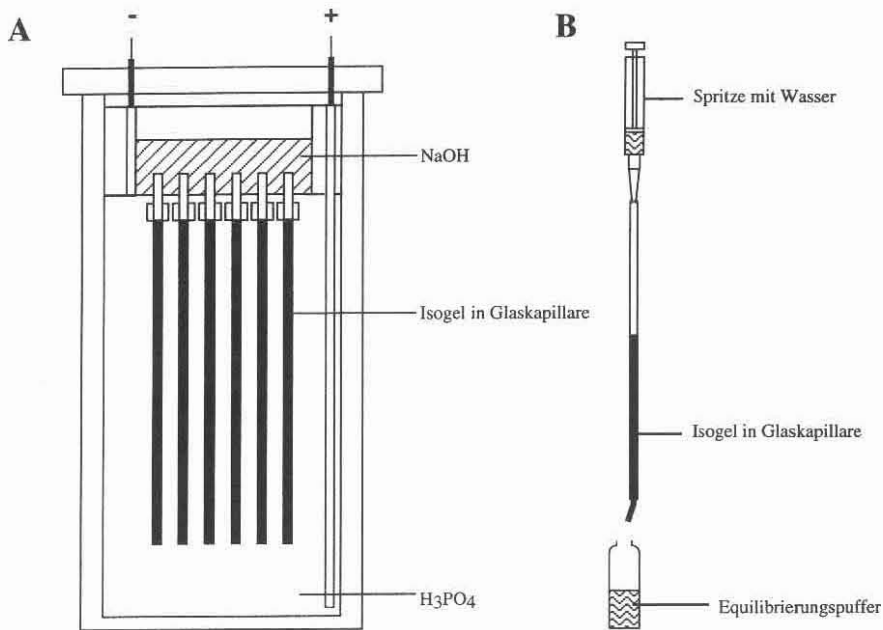 A
-
+
NaOH
Isogel in Glaskapillare
H3PO4
B
Spritze mit Wasser
Isogel in Glaskapillare
Equilibrierungspuffer